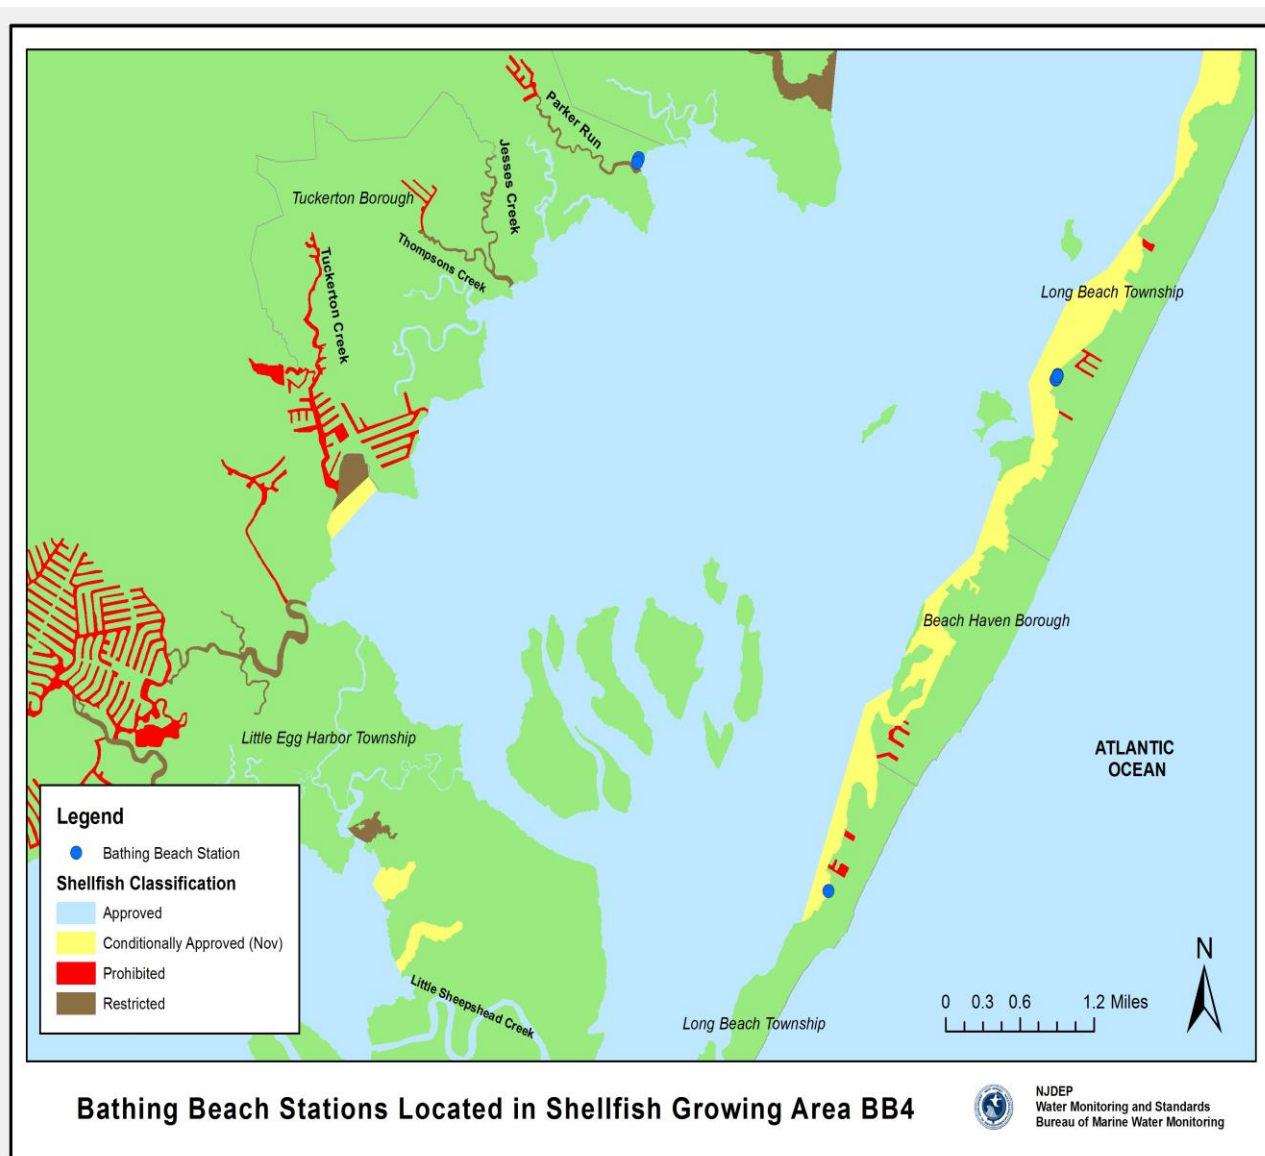 Parker Run
Jesses Creek
Tuckerton Borough
Thompsons Creek
Tuckerton Creek
Long Beach Township
Beach Haven Borough
Little Egg Harbor Township
ATLANTIC
OCEAN
Legend
Bathing Beach Station
Shellfish Classification
Approved
Conditionally Approved (Nov)
Prohibited
Restricted
Little Sheepshead Creek
Long Beach Township
N
0 0.3 0.6 1.2 Miles
Bathing Beach Stations Located in Shellfish Growing Area BB4
NJDEP
Water Monitoring and Standards
Bureau of Marine Water Monitoring